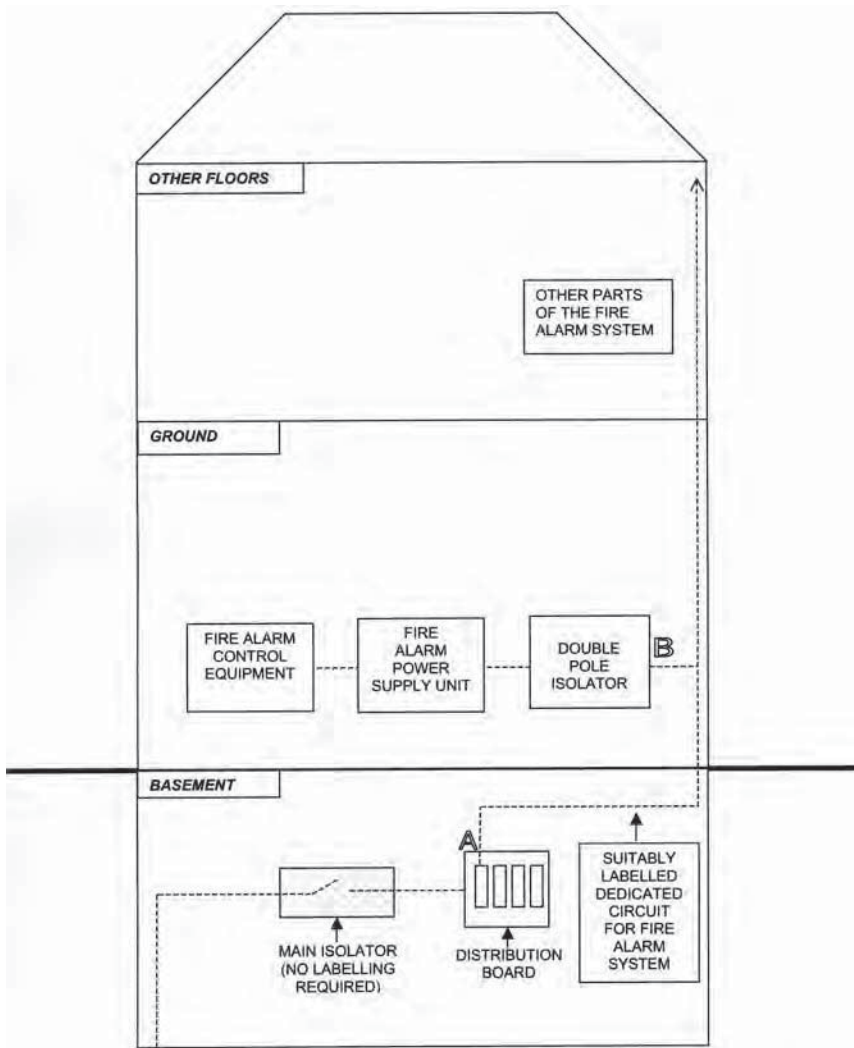 OTHER FLOORS
OTHER PARTS
OF THE FIRE
ALARM SYSTEM
GROUND
FIRE ALARM
CONTROL
EQUIPMENT
FIRE
ALARM
POWER
SUPPLY UNIT
DOUBLE
POLE
ISOLATOR
B
BASEMENT
A
MAIN ISOLATOR
(NO LABELLING
REQUIRED)
DISTRIBUTION
BOARD
SUITABLY
LABELLED
DEDICATED
CIRCUIT
FOR FIRE
ALARM
SYSTEM